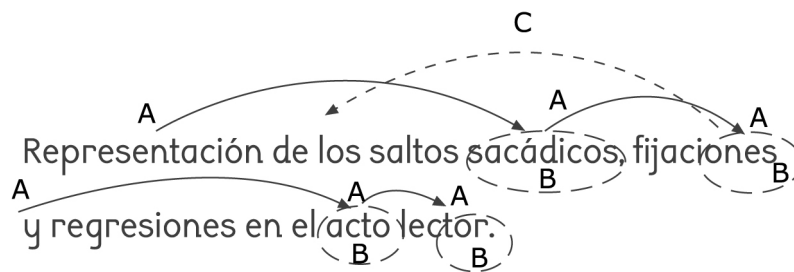 C
A A A
Representación de los saltos sacádicos, fijaciones
B B
A A A
y regresiones en el acto lector.
B B